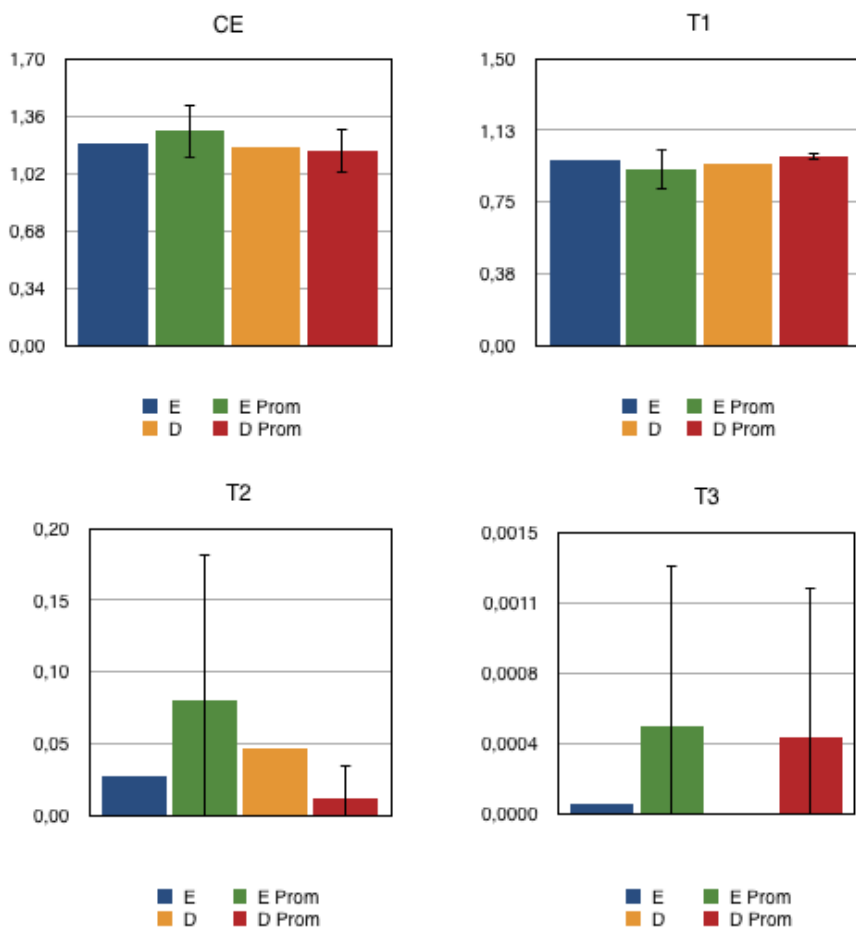 CE
1,70
1,36
1,02
0,68
0,34
0,00
E E Prom
D D Prom
T1
1,50
1,13
0,75
0,38
0,00
E E Prom
D D Prom
T2
0,20
0,15
0,10
0,05
0,00
E E Prom
D D Prom
T3
0,0015
0,0011
0,0008
0,0004
0,0000
E E Prom
D D Prom